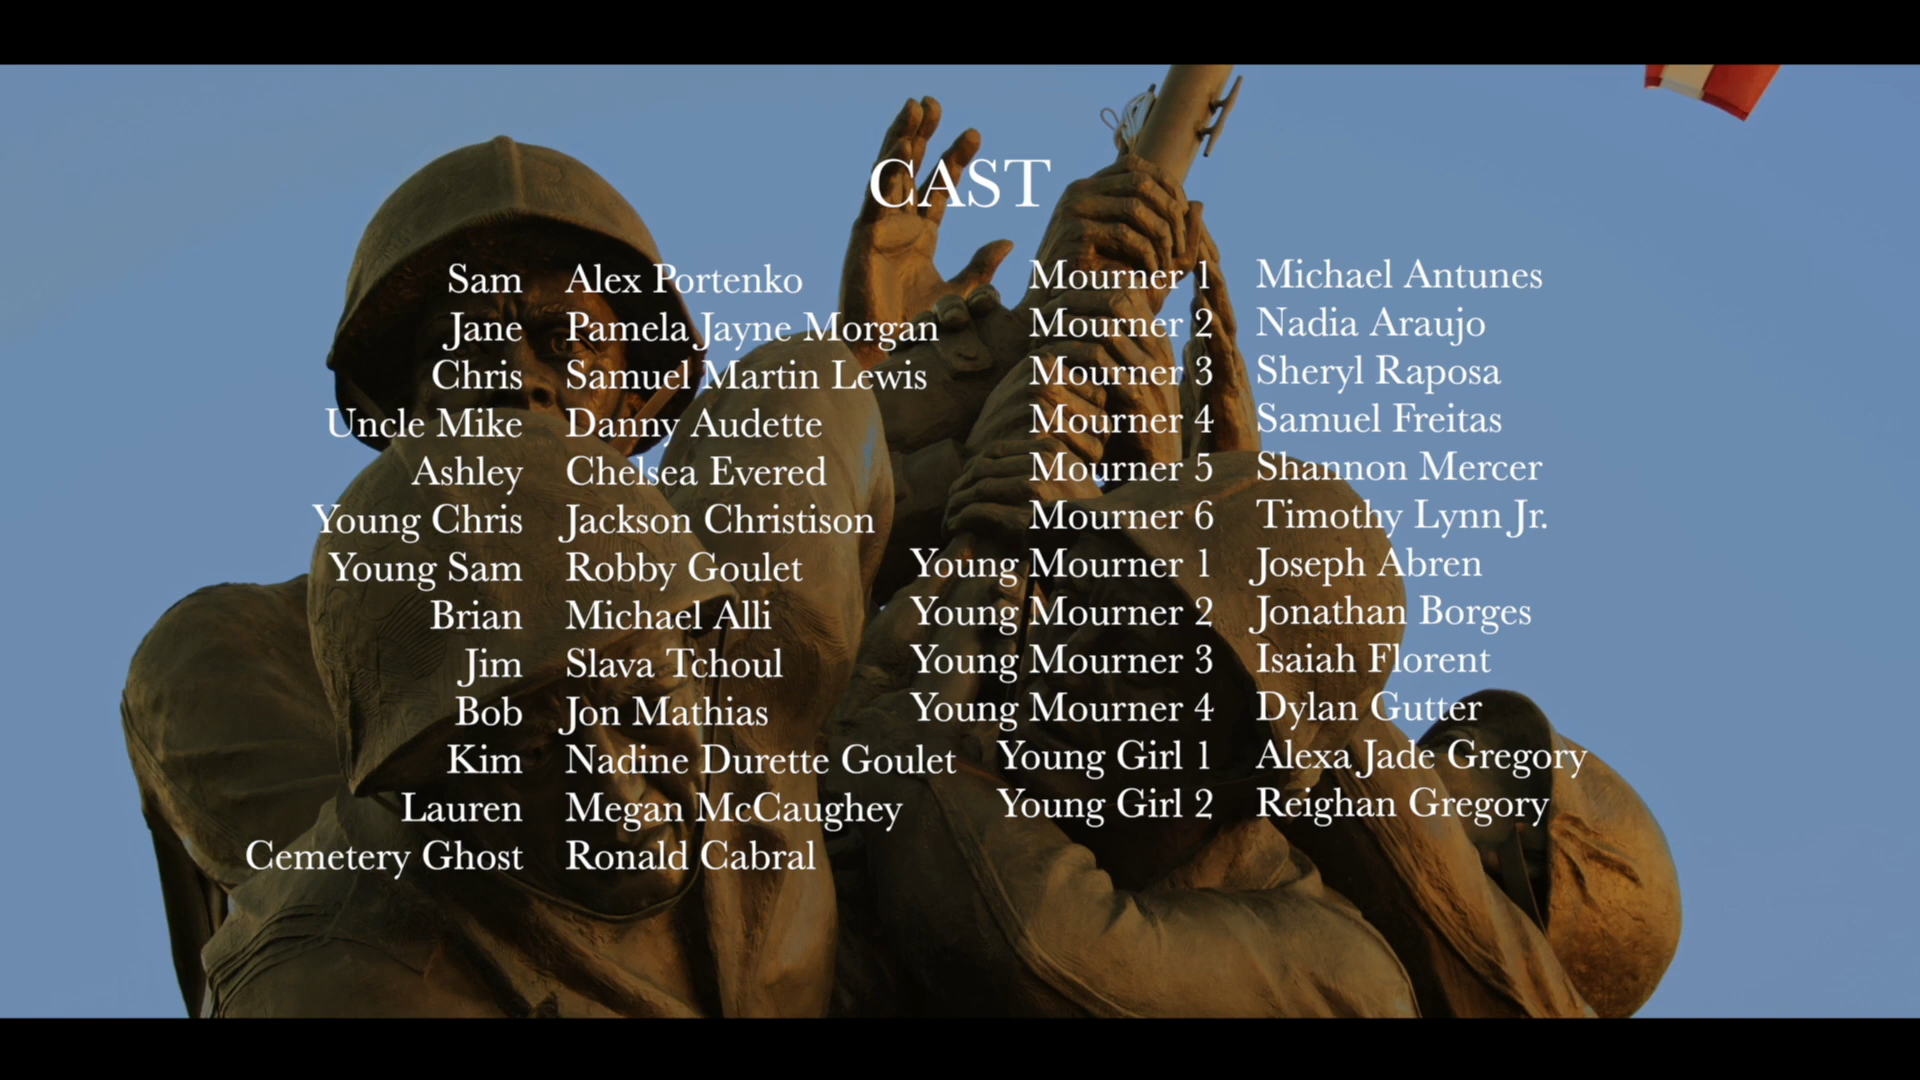 CAST
Sam Alex Portenko
Jane Pamela Jayne Morgan
Chris Samuel Martin Lewis
Uncle Mike Danny Audette
Ashley Chelsea Evered
Young Chris Jackson Christison
Young Sam Robby Goulet
Brian Michael Alli
Jim Slava Tchoul
Bob Jon Mathias
Kim Nadine Durette Goulet
Lauren Megan McCaughey
Cemetery Ghost Ronald Cabral
Mourner 1 Michael Antunes
Mourner 2 Nadia Araujo
Mourner 3 Sheryl Raposa
Mourner 4 Samuel Freitas
Mourner 5 Shannon Mercer
Mourner 6 Timothy Lynn Jr.
Young Mourner 1 Joseph Abren
Young Mourner 2 Jonathan Borges
Young Mourner 3 Isaiah Florent
Young Mourner 4 Dylan Gutter
Young Girl 1 Alexa Jade Gregory
Young Girl 2 Reighan Gregory